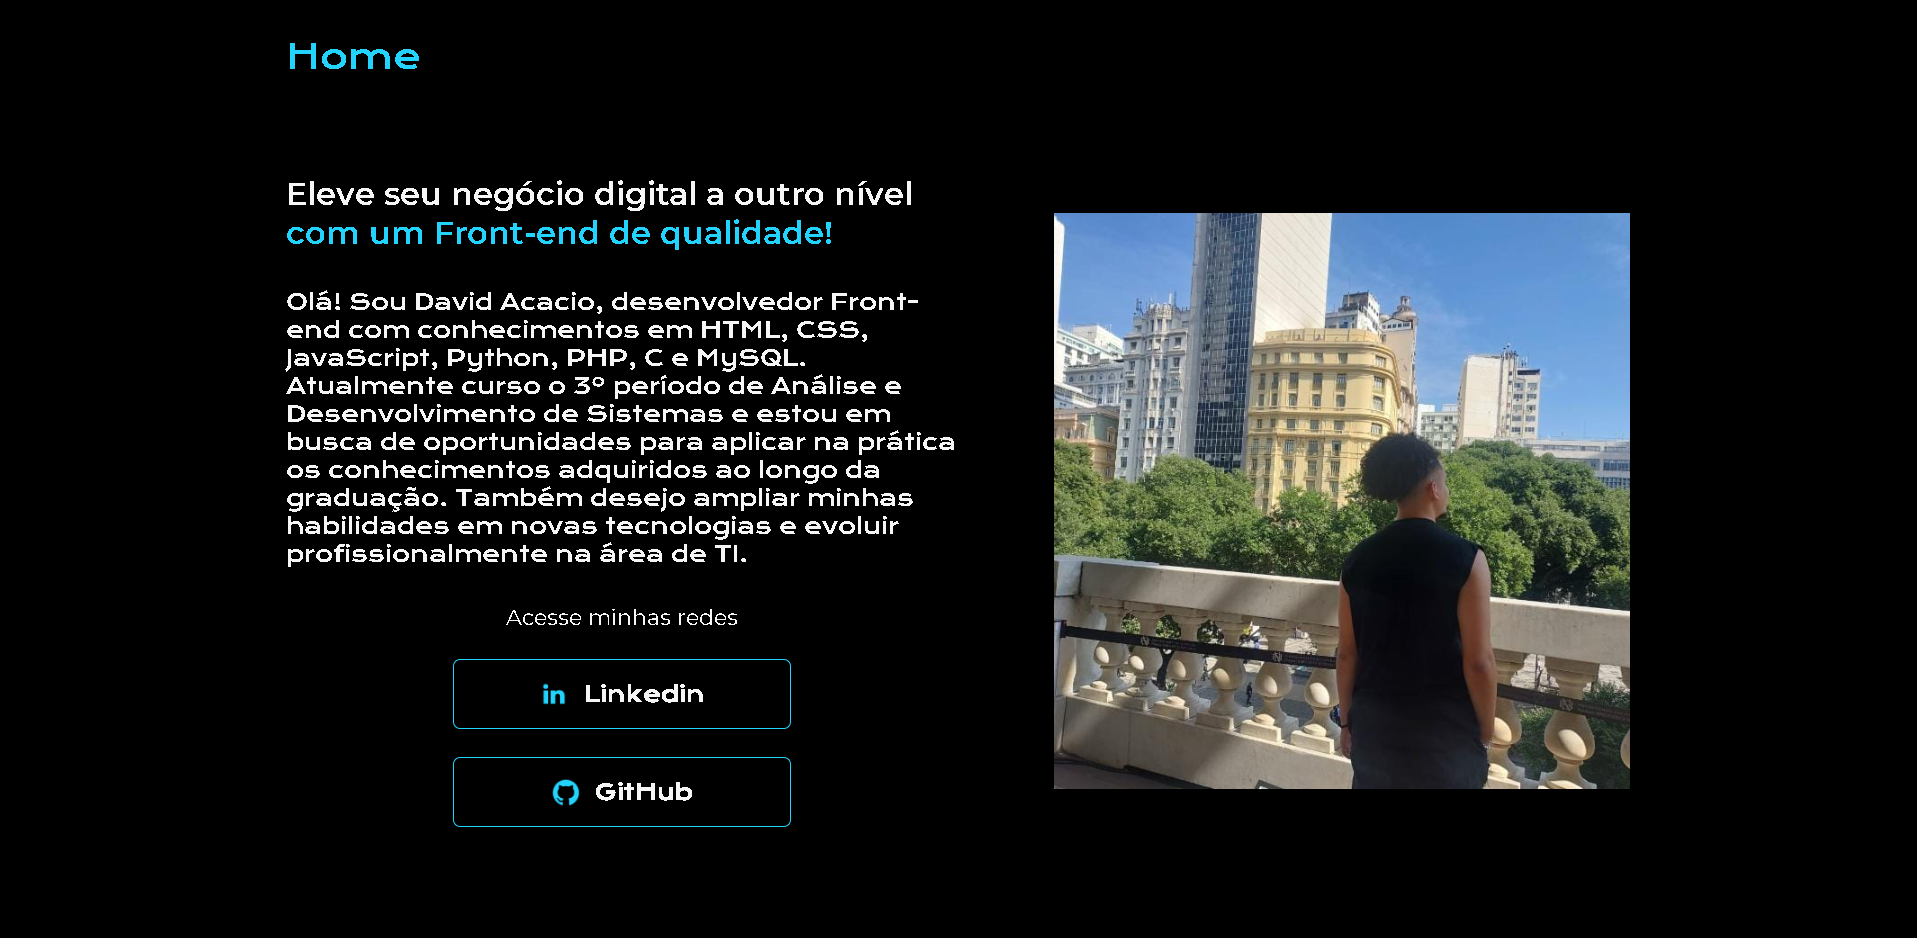 Home
Eleve seu negócio digital a outro nível
com um Front-end de qualidade!
Olá! Sou David Acacio, desenvolvedor Front-
end com conhecimentos em HTML, CSS,
JavaScript, Python, PHP, C e MySQL.
Atualmente curso o 3º período de Análise e
Desenvolvimento de Sistemas e estou em
busca de oportunidades para aplicar na prática
os conhecimentos adquiridos ao longo da
graduação. Também desejo ampliar minhas
habilidades em novas tecnologias e evoluir
profissionalmente na área de TI.
Acesse minhas redes
in Linkedin
GitHub